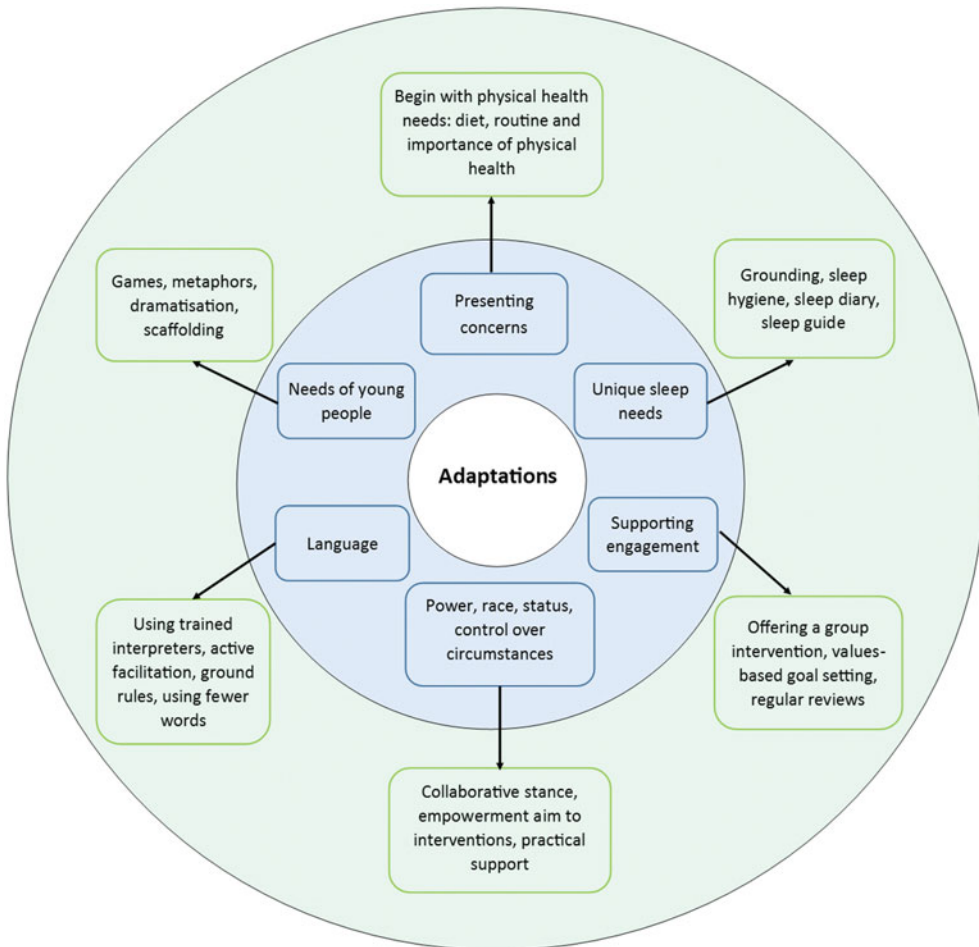 Begin with physical health
needs: diet, routine and
importance of physical
health
Games, metaphors,
dramatisation,
scaffolding
Presenting
concerns
Grounding, sleep
hygiene, sleep diary,
sleep guide
Needs of young
people
Unique sleep
needs
Adaptations
Language
Supporting
engagement
Power, race, status,
control over
circumstances
Using trained
interpreters, active
facilitation, ground
rules, using fewer
words
Offering a group
intervention, values-
based goal setting,
regular reviews
Collaborative stance,
empowerment aim to
interventions, practical
support